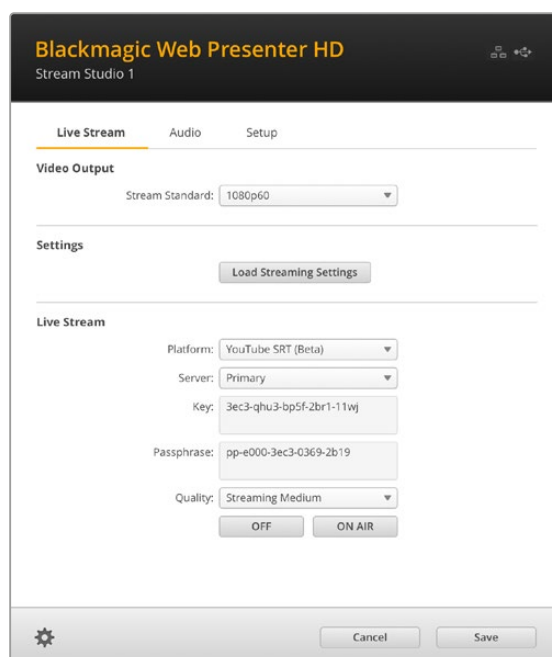 Blackmagic Web Presenter HD
Stream Studio 1
Live Stream Audio Setup
Video Output
Stream Standard: 1080p60
Settings
Load Streaming Settings
Live Stream
Platform: YouTube SRT (Beta)
Server: Primary
Key: 3ec3-qhu3-bp5f-2br1-11wj
Passphrase: pp-e000-3ec3-0369-2b19
Quality: Streaming Medium
OFF ON AIR
Cancel Save